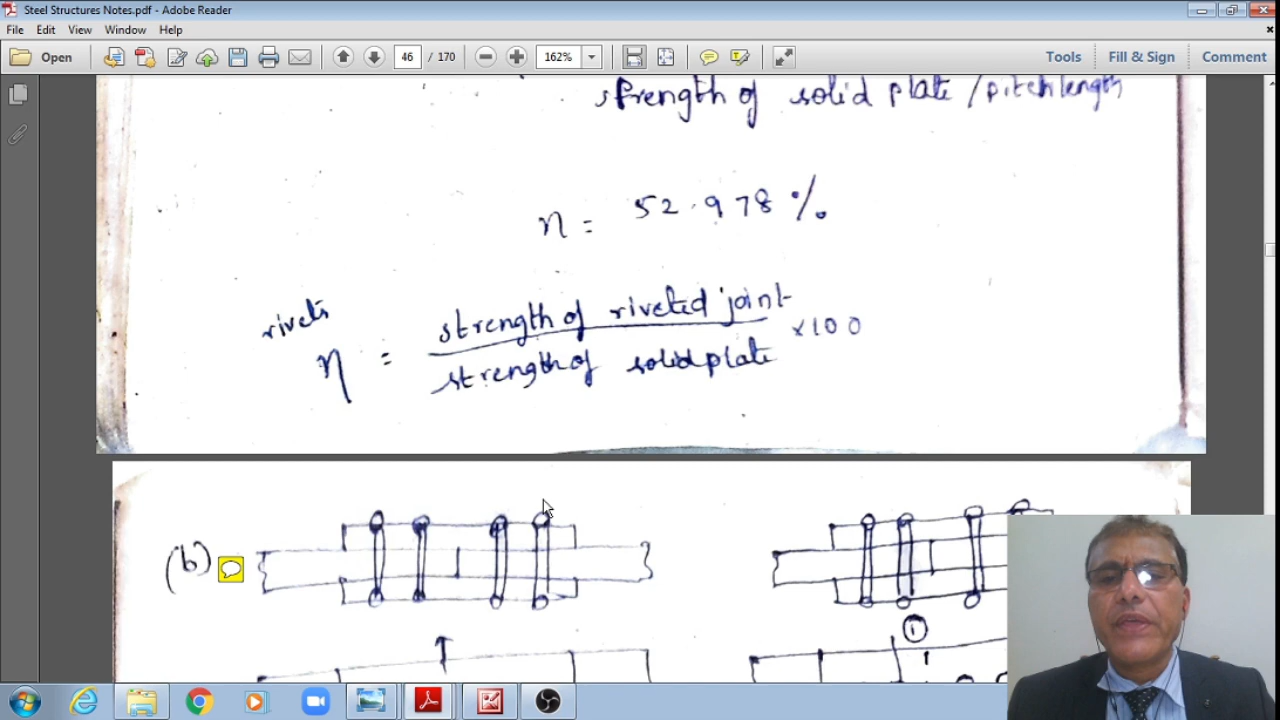 Steel Structures Notes.pdf - Adobe Reader
File Edit View Window Help
Open 46 / 170 162% Tools Fill & Sign Comment
strength of solid plate / pitch length
η = 52.978 %
rivets
η = strength of riveted joint
× 100
strength of solid plate
(b)
1
1